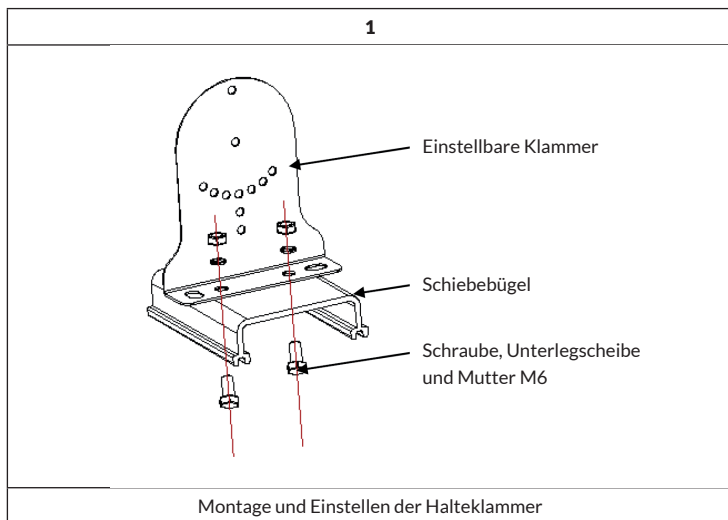 1
Einstellbare Klammer
Schiebebügel
Schraube, Unterlegscheibe
und Mutter M6
Montage und Einstellen der Halteklammer